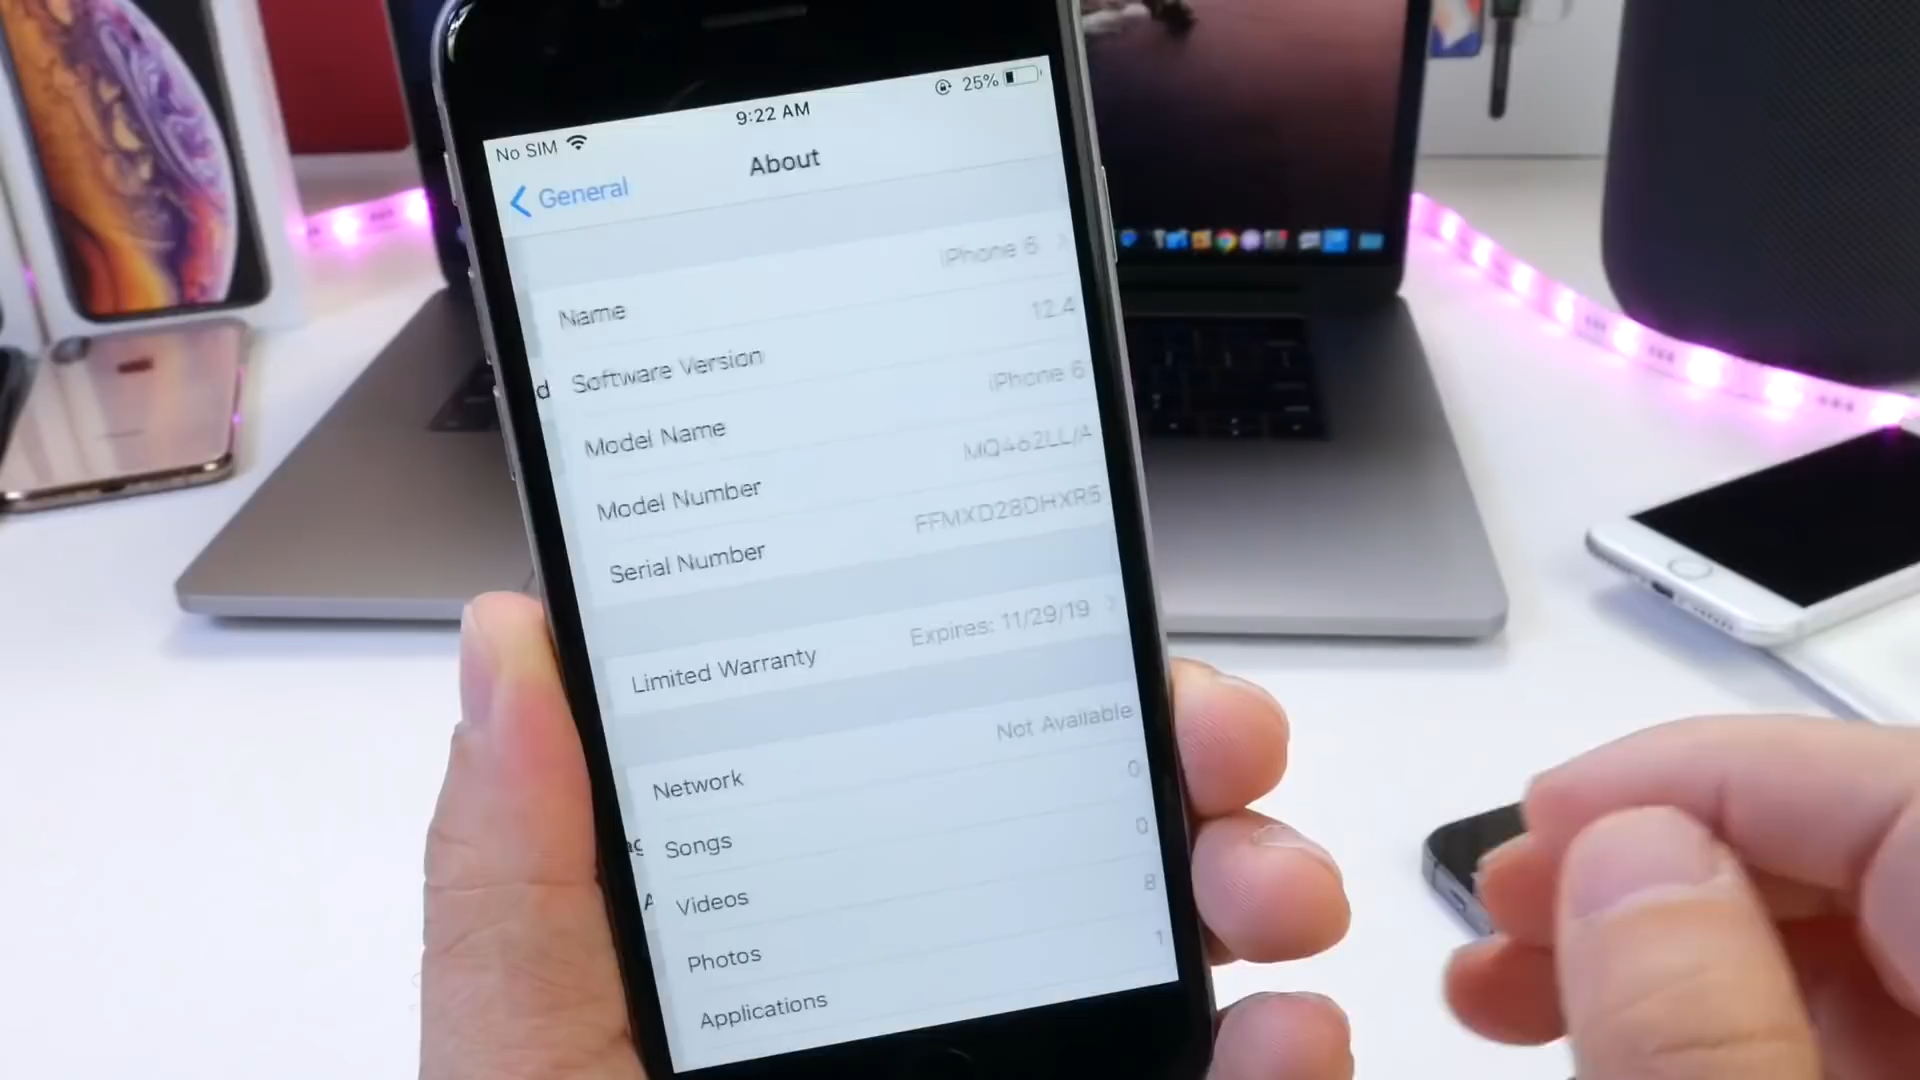 No SIM 9:22 AM 25%
General About
Name iPhone 6
Software Version 12.4
Model Name iPhone 6
Model Number MQ462LL/A
Serial Number FFMXD28DHXR5
Limited Warranty Expires: 11/29/19
Network Not Available
Songs 0
Videos 0
Photos 8
Applications 1